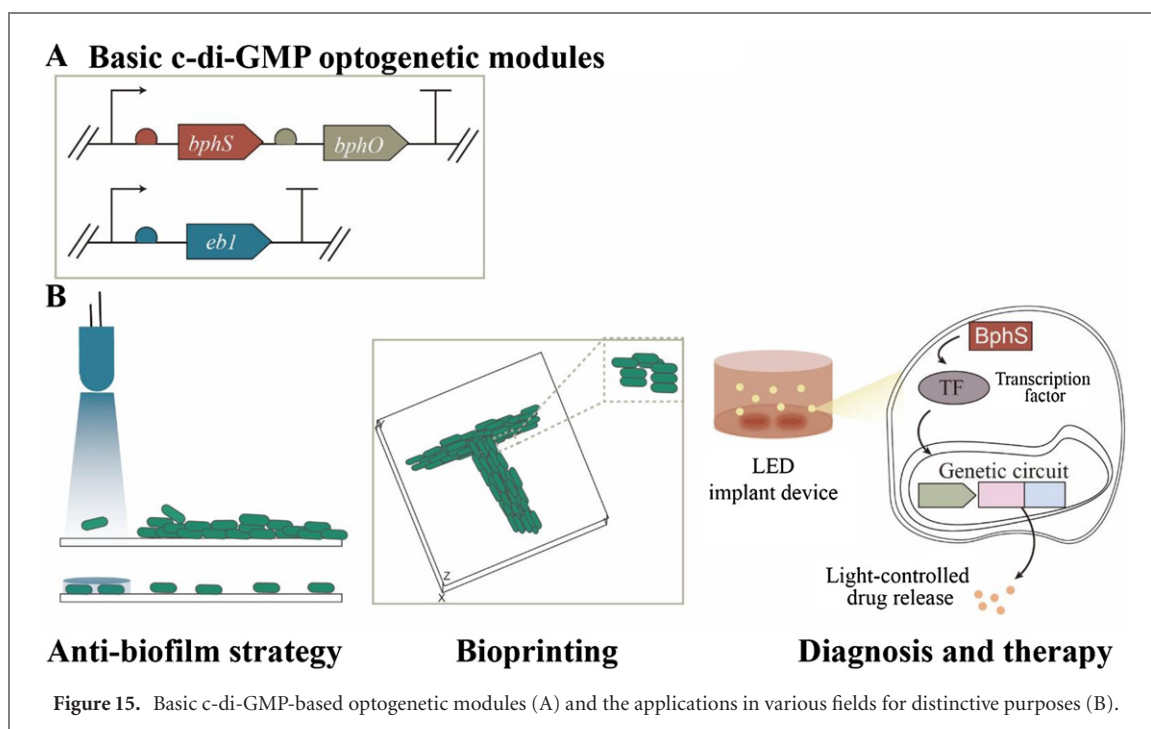 A Basic c-di-GMP optogenetic modules
bphS
bphO
eb1
B
Z
X
BphS
TF
Transcription
factor
Genetic circuit
LED
implant device
Light-controlled
drug release
Anti-biofilm strategy
Bioprinting
Diagnosis and therapy
Figure 15. Basic c-di-GMP-based optogenetic modules (A) and the applications in various fields for distinctive purposes (B).